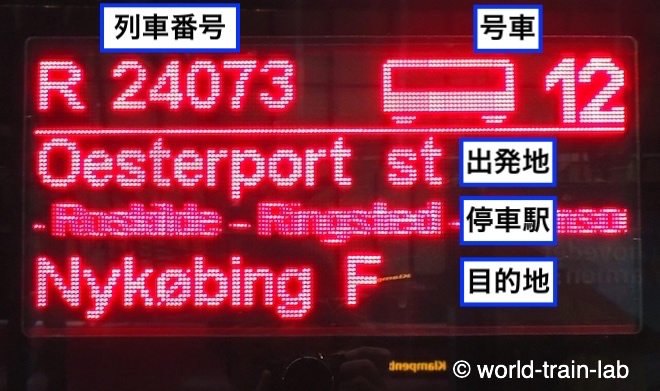 列車番号 号車
R 24073 12
Oesterport st 出発地
- Roskilde - Ringsted - 停車駅
Nykøbing F 目的地
© world-train-lab